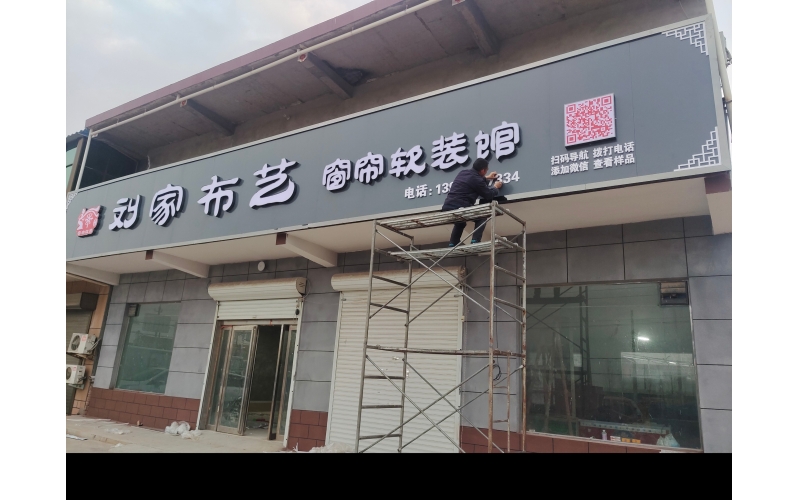 刘家布艺 窗帘软装馆
电话：13
234
扫码导航 拨打电话
添加微信 查看样品